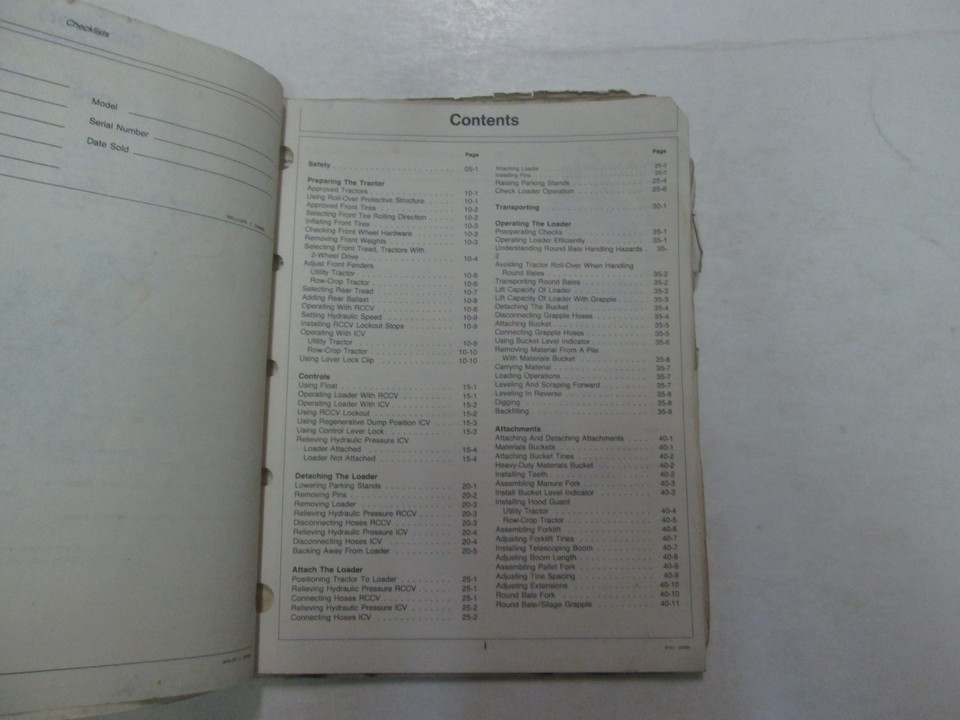 Checklists
Model
Serial Number
Date Sold
Contents
Page
Safety 05-1
Preparing The Tractor
Approved Tractors 10-1
Using Roll-Over Protective Structure 10-1
Approved Front Tires 10-2
Selecting Front Tire Rolling Direction 10-2
Inflating Front Tires 10-3
Checking Front Wheel Hardware 10-3
Removing Front Weights 10-3
Selecting Front Tread, Tractors With
2-Wheel Drive 10-4
Adjust Front Fenders
Utility Tractor 10-6
Row-Crop Tractor 10-6
Selecting Rear Tread 10-7
Adding Rear Ballast 10-8
Operating With RCCV 10-8
Setting Hydraulic Speed 10-9
Installing RCCV Lockout Stops 10-9
Operating With ICV
Utility Tractor 10-9
Row-Crop Tractor 10-10
Using Lever Lock Clip 10-10
Controls
Using Float 15-1
Operating Loader With RCCV 15-1
Operating Loader With ICV 15-2
Using RCCV Lockout 15-2
Using Regenerative Dump Position ICV 15-3
Using Control Lever Lock 15-3
Relieving Hydraulic Pressure ICV
Loader Attached 15-4
Loader Not Attached 15-4
Detaching The Loader
Lowering Parking Stands 20-1
Removing Pins 20-2
Removing Loader 20-3
Relieving Hydraulic Pressure RCCV 20-3
Disconnecting Hoses RCCV 20-3
Relieving Hydraulic Pressure ICV 20-4
Disconnecting Hoses ICV 20-4
Backing Away From Loader 20-5
Attach The Loader
Positioning Tractor To Loader 25-1
Relieving Hydraulic Pressure RCCV 25-1
Connecting Hoses RCCV 25-1
Relieving Hydraulic Pressure ICV 25-2
Connecting Hoses ICV 25-2
Page
Attaching Loader
Installing Pins
Raising Parking Stands 25-4
Check Loader Operation 25-6
Transporting 30-1
Operating The Loader
Preoperating Checks 35-1
Operating Loader Efficiently 35-1
Understanding Round Bale Handling Hazards 35-
2
Avoiding Tractor Roll-Over When Handling
Round Bales 35-2
Transporting Round Bales 35-2
Lift Capacity Of Loader 35-3
Lift Capacity Of Loader With Grapple 35-3
Detaching The Bucket 35-4
Disconnecting Grapple Hoses 35-4
Attaching Bucket 35-5
Connecting Grapple Hoses 35-5
Using Bucket Level Indicator 35-6
Removing Material From A Pile
With Materials Bucket 35-6
Carrying Material 35-7
Loading Operations 35-7
Leveling And Scraping Forward 35-7
Leveling In Reverse 35-8
Digging 35-8
Backfilling 35-9
Attachments
Attaching And Detaching Attachments 40-1
Materials Buckets 40-1
Attaching Bucket Tines 40-2
Heavy-Duty Materials Bucket 40-2
Installing Teeth 40-3
Assembling Manure Fork 40-3
Install Bucket Level Indicator 40-3
Installing Hood Guard
Utility Tractor 40-4
Row-Crop Tractor 40-5
Assembling Forklift 40-6
Adjusting Forklift Tines 40-7
Installing Telescoping Boom 40-7
Adjusting Boom Length 40-8
Assembling Pallet Fork 40-8
Adjusting Tine Spacing 40-9
Adjusting Extensions 40-10
Round Bale Fork 40-10
Round Bale/Silage Grapple 40-11
i